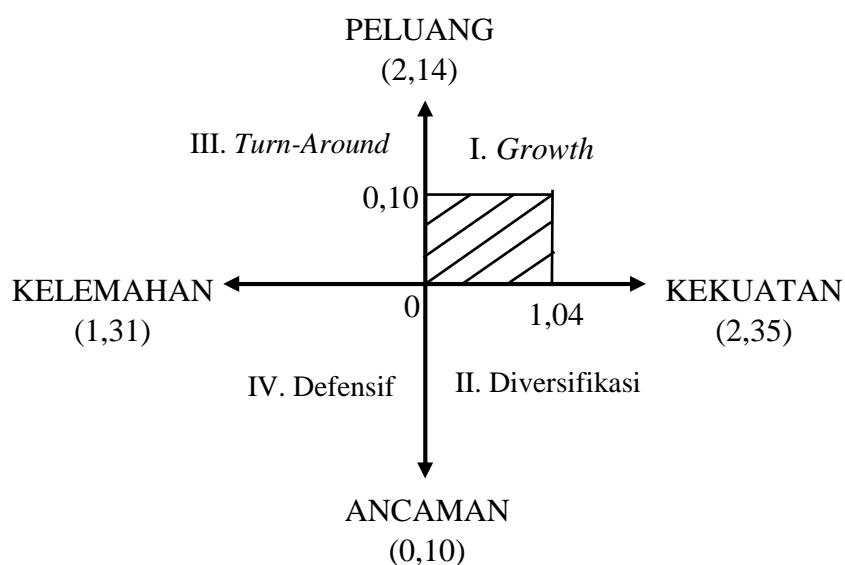 PELUANG
(2,14)
III. Turn-Around
I. Growth
0,10
KELEMAHAN
(1,31)
KEKUATAN
(2,35)
0
1,04
IV. Defensif
II. Diversifikasi
ANCAMAN
(0,10)